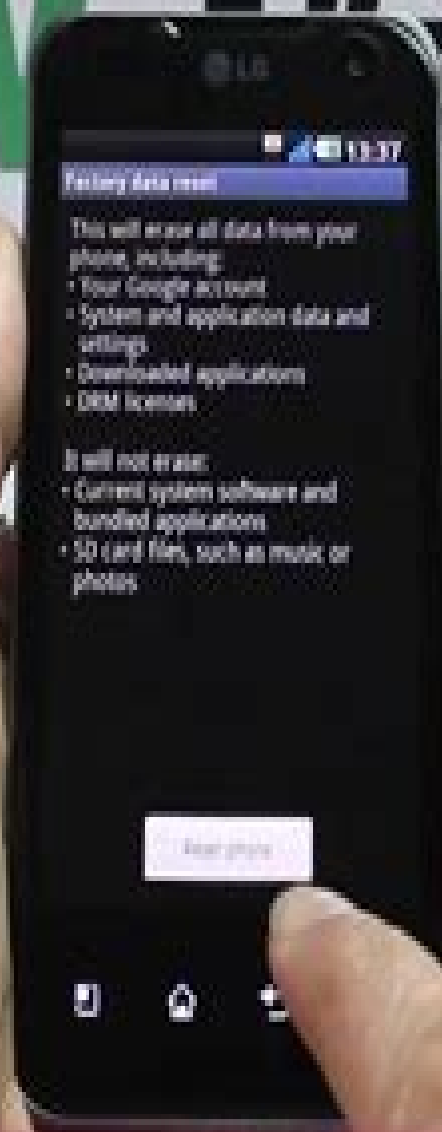 LG
13:37
Factory data reset
This will erase all data from your
phone, including:
• Your Google account
• System and application data and
settings
• Downloaded applications
• DRM licenses
It will not erase:
• Current system software and
bundled applications
• SD card files, such as music or
photos
Reset phone